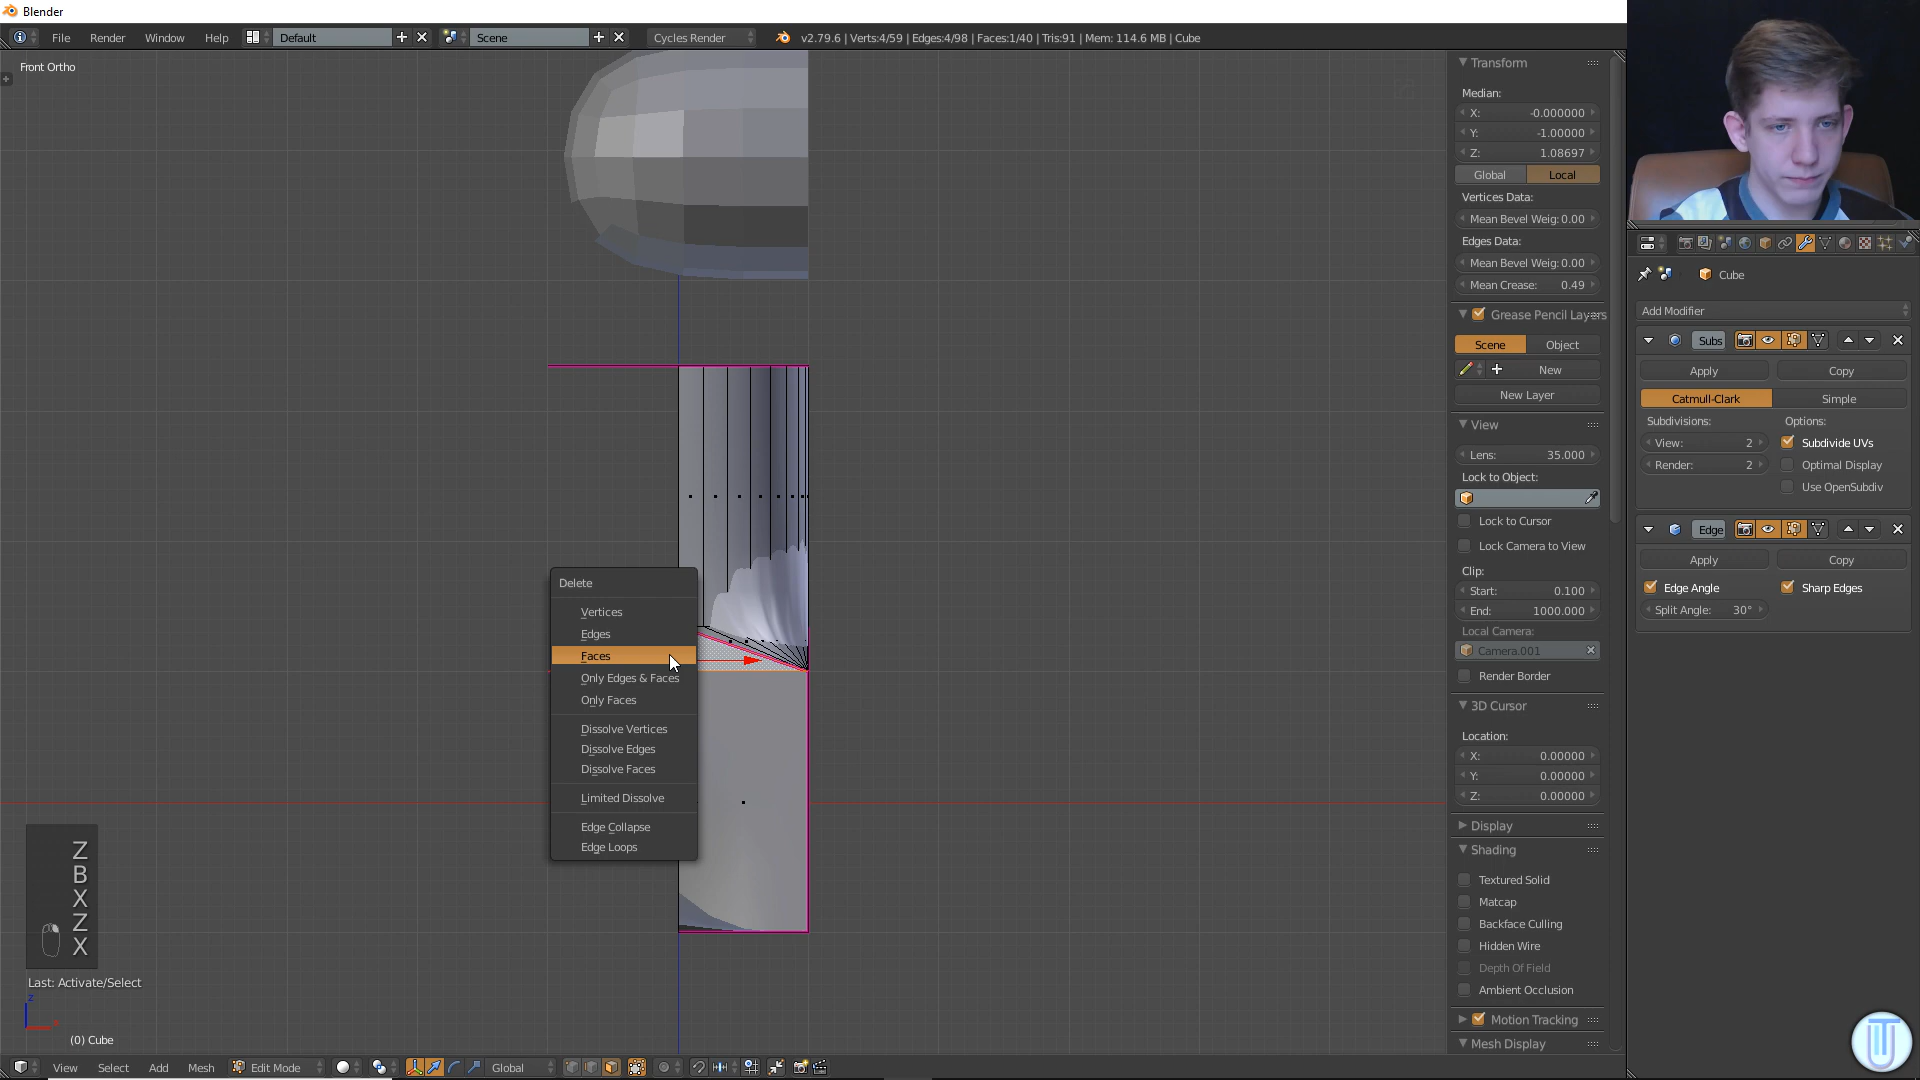 Blender
File Render Window Help Default Scene Cycles Render v2.79.6 | Verts:4/59 | Edges:4/98 | Faces:1/40 | Tris:91 | Mem: 114.6 MB | Cube
Front Ortho
Transform
Median:
X: -0.000000
Y: -1.00000
Z: 1.08697
Global Local
Vertices Data:
Mean Bevel Weig: 0.00
Edges Data:
Mean Bevel Weig: 0.00
Mean Crease: 0.49
Grease Pencil Layers
Scene Object
New
New Layer
View
Lens: 35.000
Lock to Object:
Lock to Cursor
Lock Camera to View
Clip:
Start: 0.100
End: 1000.000
Local Camera:
Camera.001
Render Border
3D Cursor
Location:
X: 0.00000
Y: 0.00000
Z: 0.00000
Display
Shading
Textured Solid
Matcap
Backface Culling
Hidden Wire
Depth Of Field
Ambient Occlusion
Motion Tracking
Mesh Display
Cube
Add Modifier
Subs
Apply Copy
Catmull-Clark Simple
Subdivisions: Options:
View: 2 Subdivide UVs
Render: 2 Optimal Display
Use OpenSubdiv
Edge
Apply Copy
Edge Angle Sharp Edges
Split Angle: 30°
Delete
Vertices
Edges
Faces
Only Edges & Faces
Only Faces
Dissolve Vertices
Dissolve Edges
Dissolve Faces
Limited Dissolve
Edge Collapse
Edge Loops
Z
B
X
Z
X
Last: Activate/Select
z
(0) Cube
View Select Add Mesh Edit Mode Global